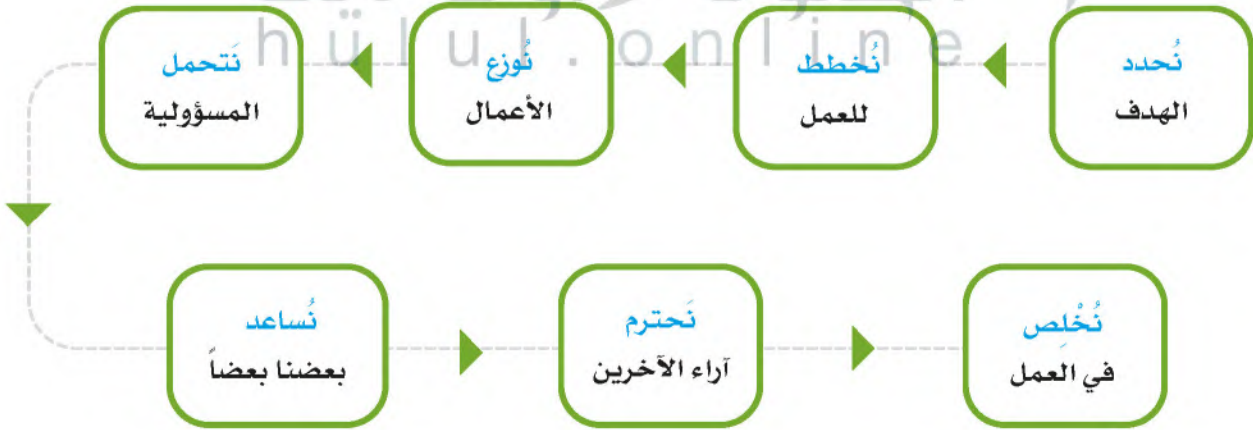 hulul.online
نُحدد
الهدف
نُخطط
للعمل
نُوزع
الأعمال
نَتحمل
المسؤولية
نُساعد
بعضنا بعضاً
نَحترم
آراء الآخرين
نُخْلِص
في العمل